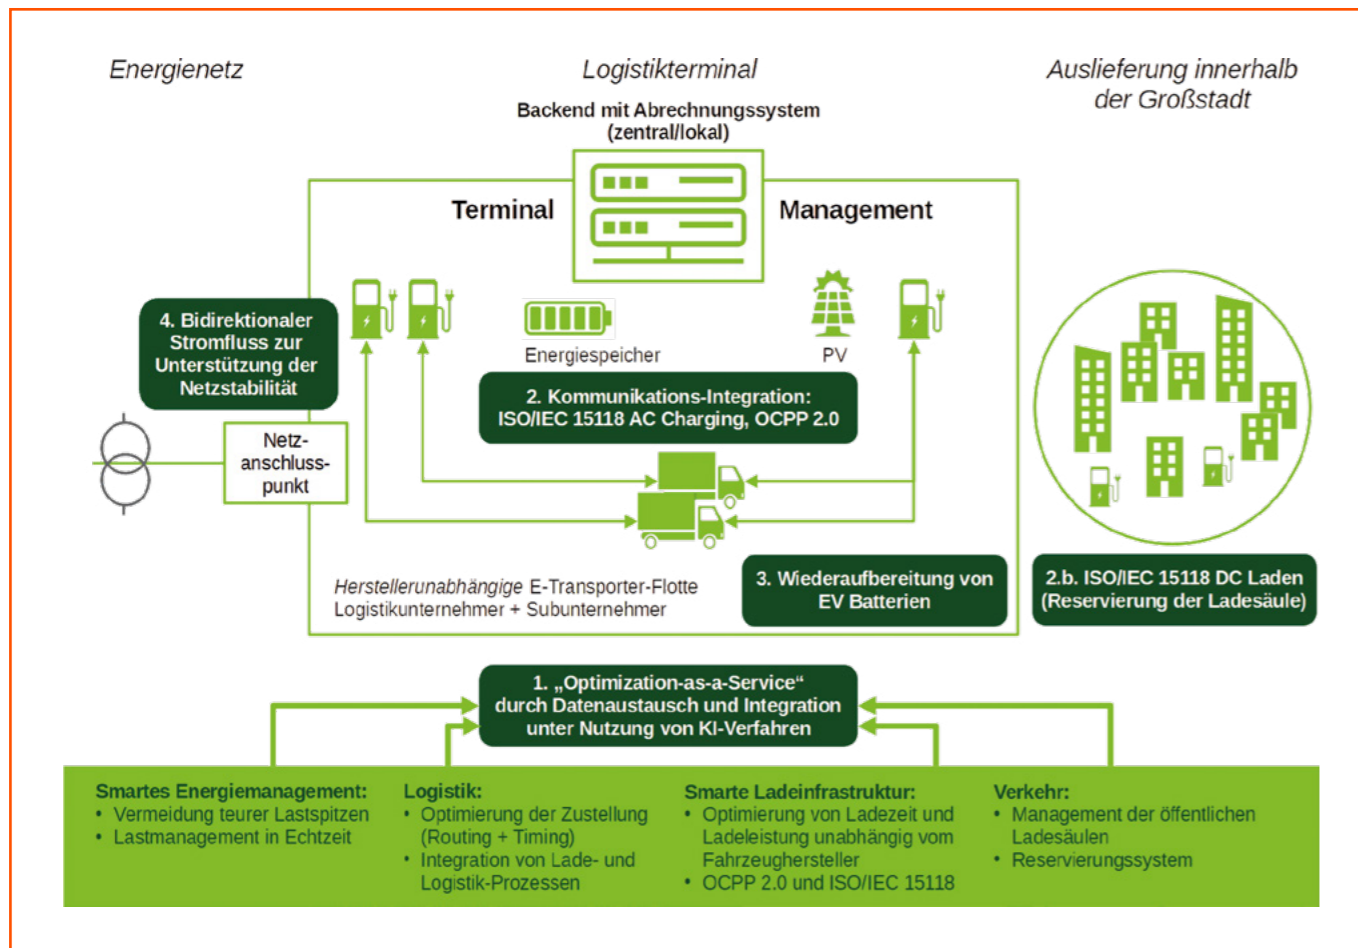 Energienetz
Logistikterminal
Auslieferung innerhalb
der Großstadt
Backend mit Abrechnungssystem
(zentral/lokal)
Terminal
Management
4. Bidirektionaler
Stromfluss zur
Unterstützung der
Netzstabilität
Energiespeicher
PV
2. Kommunikations-Integration:
ISO/IEC 15118 AC Charging, OCPP 2.0
Netz-
anschluss-
punkt
Herstellerunabhängige E-Transporter-Flotte
Logistikunternehmer + Subunternehmer
3. Wiederaufbereitung von
EV Batterien
2.b. ISO/IEC 15118 DC Laden
(Reservierung der Ladesäule)
1. „Optimization-as-a-Service“
durch Datenaustausch und Integration
unter Nutzung von KI-Verfahren
Smartes Energiemanagement:
• Vermeidung teurer Lastspitzen
• Lastmanagement in Echtzeit
Logistik:
• Optimierung der Zustellung
(Routing + Timing)
• Integration von Lade- und
Logistik-Prozessen
Smarte Ladeinfrastruktur:
• Optimierung von Ladezeit und
Ladeleistung unabhängig vom
Fahrzeughersteller
• OCPP 2.0 und ISO/IEC 15118
Verkehr:
• Management der öffentlichen
Ladesäulen
• Reservierungssystem